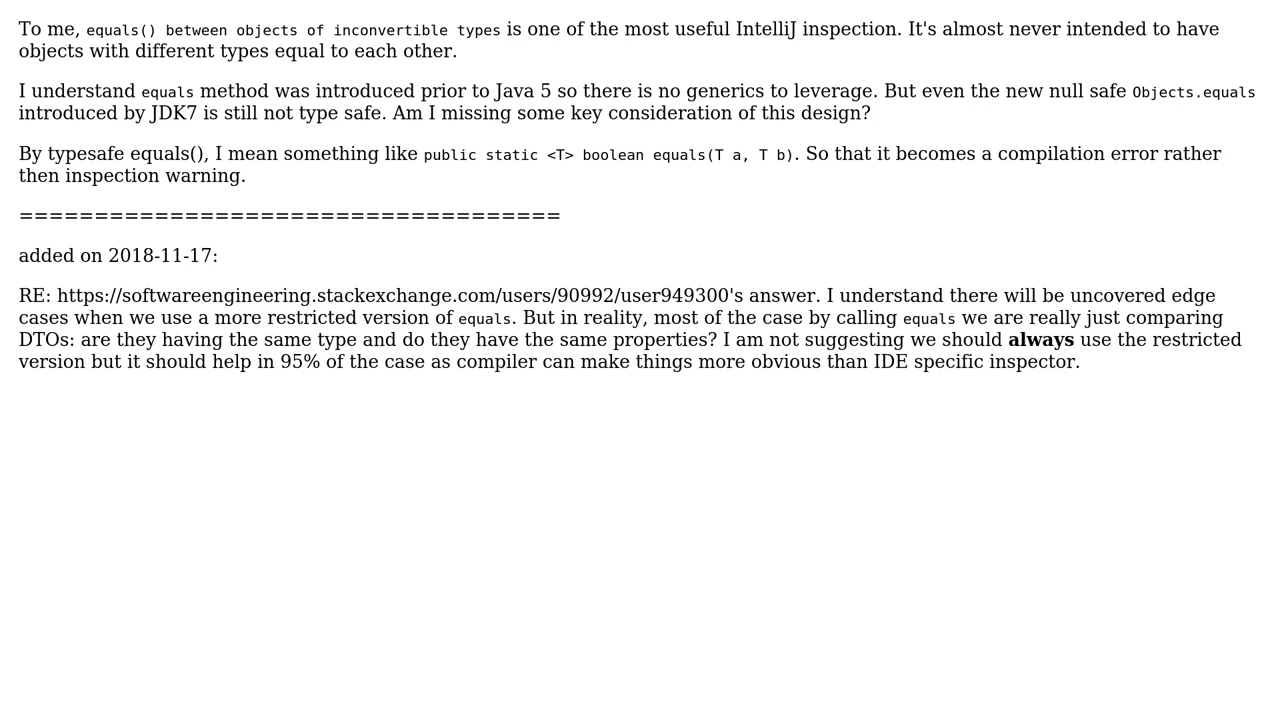 To me, equals() between objects of inconvertible types is one of the most useful IntelliJ inspection. It's almost never intended to have
objects with different types equal to each other.
I understand equals method was introduced prior to Java 5 so there is no generics to leverage. But even the new null safe Objects.equals
introduced by JDK7 is still not type safe. Am I missing some key consideration of this design?
By typesafe equals(), I mean something like public static <T> boolean equals(T a, T b). So that it becomes a compilation error rather
then inspection warning.
====================================
added on 2018-11-17:
RE: https://softwareengineering.stackexchange.com/users/90992/user949300's answer. I understand there will be uncovered edge
cases when we use a more restricted version of equals. But in reality, most of the case by calling equals we are really just comparing
DTOs: are they having the same type and do they have the same properties? I am not suggesting we should always use the restricted
version but it should help in 95% of the case as compiler can make things more obvious than IDE specific inspector.